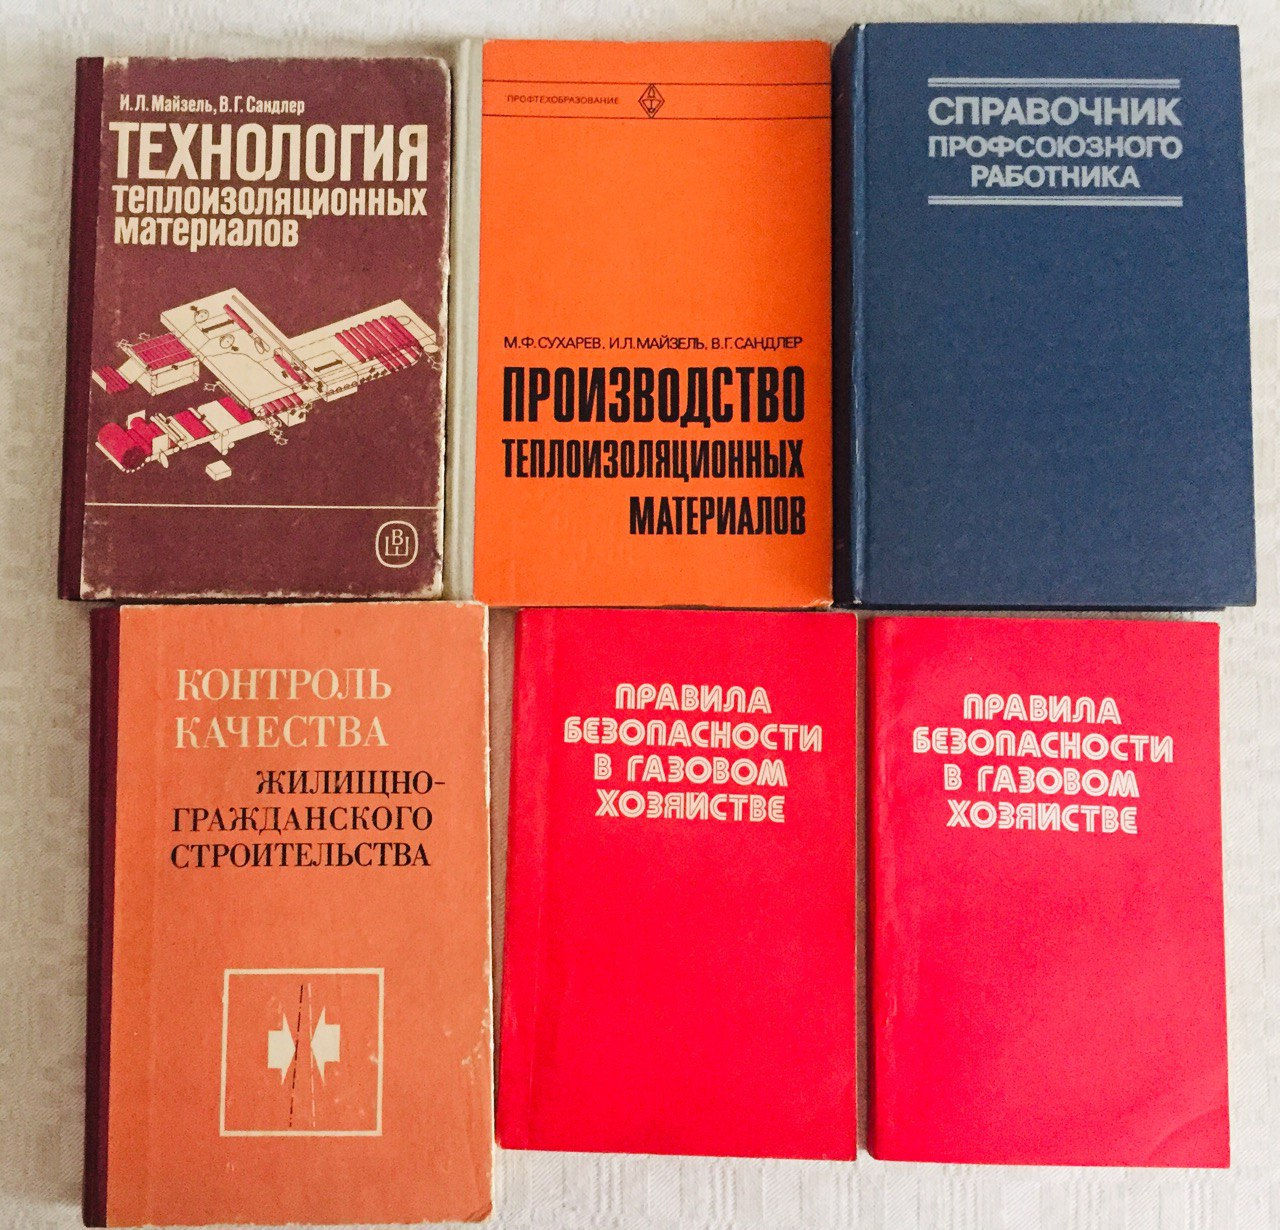 И.Л. Майзель, В.Г. Сандлер
ТЕХНОЛОГИЯ
теплоизоляционных
материалов
ПРОФТЕХОБРАЗОВАНИЕ
М.Ф. СУХАРЕВ, И.Л. МАЙЗЕЛЬ, В.Г. САНДЛЕР
ПРОИЗВОДСТВО
ТЕПЛОИЗОЛЯЦИОННЫХ
МАТЕРИАЛОВ
СПРАВОЧНИК
ПРОФСОЮЗНОГО
РАБОТНИКА
КОНТРОЛЬ
КАЧЕСТВА
ЖИЛИЩНО-
ГРАЖДАНСКОГО
СТРОИТЕЛЬСТВА
ПРАВИЛА
БЕЗОПАСНОСТИ
В ГАЗОВОМ
ХОЗЯЙСТВЕ
ПРАВИЛА
БЕЗОПАСНОСТИ
В ГАЗОВОМ
ХОЗЯЙСТВЕ